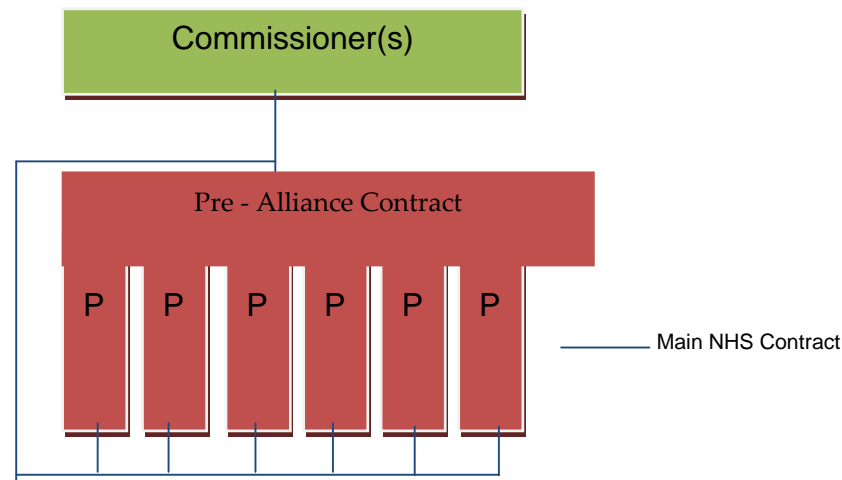 Commissioner(s)
Pre - Alliance Contract
P P P P P P
Main NHS Contract